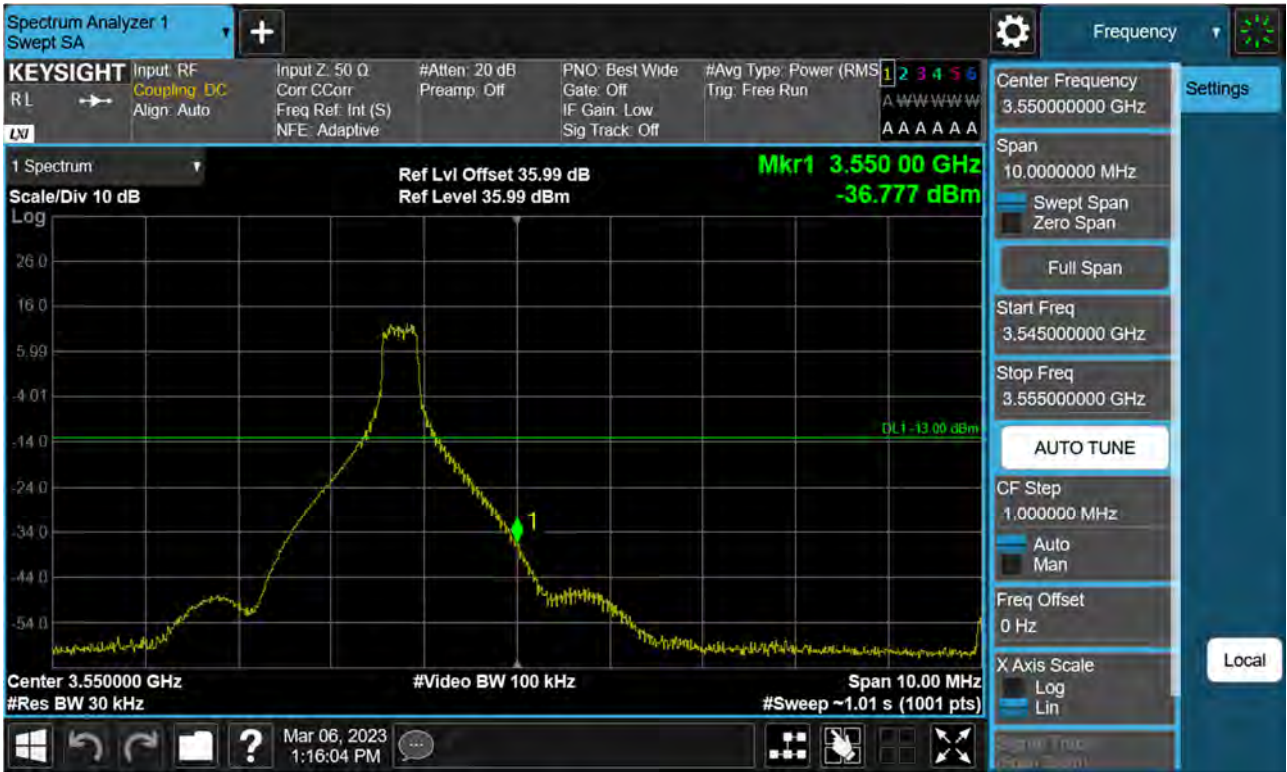 Spectrum Analyzer 1
Swept SA
+
Frequency
KEYSIGHT
RL
LXI
Input: RF
Coupling: DC
Align: Auto
Input Z: 50 Ω
Corr CCorr
Freq Ref: Int (S)
NFE: Adaptive
#Atten: 20 dB
Preamp: Off
PNO: Best Wide
Gate: Off
IF Gain: Low
Sig Track: Off
#Avg Type: Power (RMS
Trig: Free Run
1 2 3 4 5 6
A W W W W W
A A A A A A
1 Spectrum
Scale/Div 10 dB
Log
Ref Lvl Offset 35.99 dB
Ref Level 35.99 dBm
Mkr1 3.550 00 GHz
-36.777 dBm
26.0
16.0
5.99
-4.01
-14.0
-24.0
-34.0
-44.0
-54.0
DL1 -13.00 dBm
1
Center 3.550000 GHz
#Res BW 30 kHz
#Video BW 100 kHz
Span 10.00 MHz
#Sweep ~1.01 s (1001 pts)
Center Frequency
3.550000000 GHz
Settings
Span
10.0000000 MHz
Swept Span
Zero Span
Full Span
Start Freq
3.545000000 GHz
Stop Freq
3.555000000 GHz
AUTO TUNE
CF Step
1.000000 MHz
Auto
Man
Freq Offset
0 Hz
X Axis Scale
Log
Lin
Local
?
Mar 06, 2023
1:16:04 PM